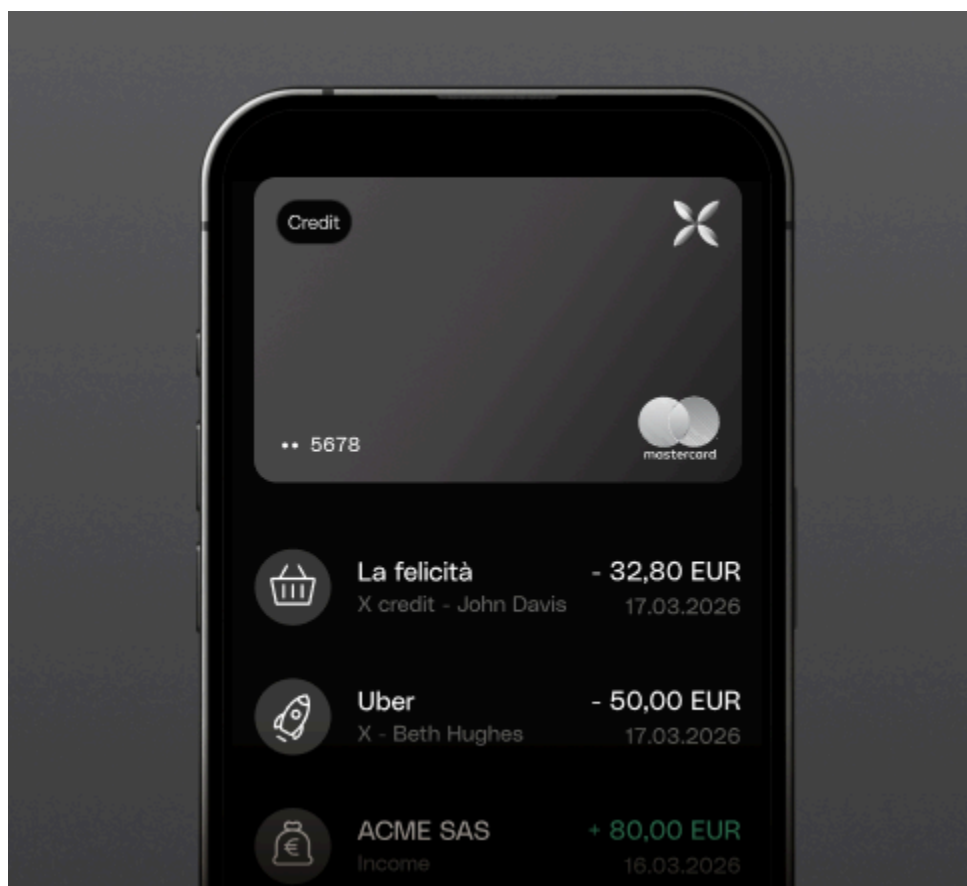 Credit
•• 5678
mastercard
La felicità - 32,80 EUR
X credit - John Davis 17.03.2026
Uber - 50,00 EUR
X - Beth Hughes 17.03.2026
ACME SAS + 80,00 EUR
Income 16.03.2026